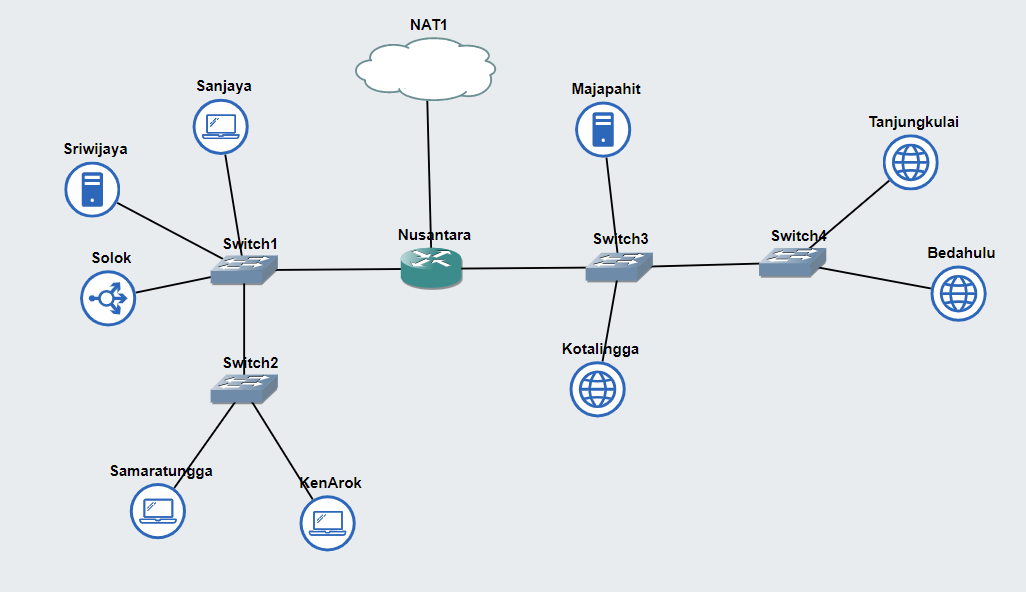 NAT1
Sanjaya
Majapahit
Tanjungkulai
Sriwijaya
Nusantara
Switch1
Switch3
Switch4
Solok
Bedahulu
Kotalingga
Switch2
Samaratungga
KenArok